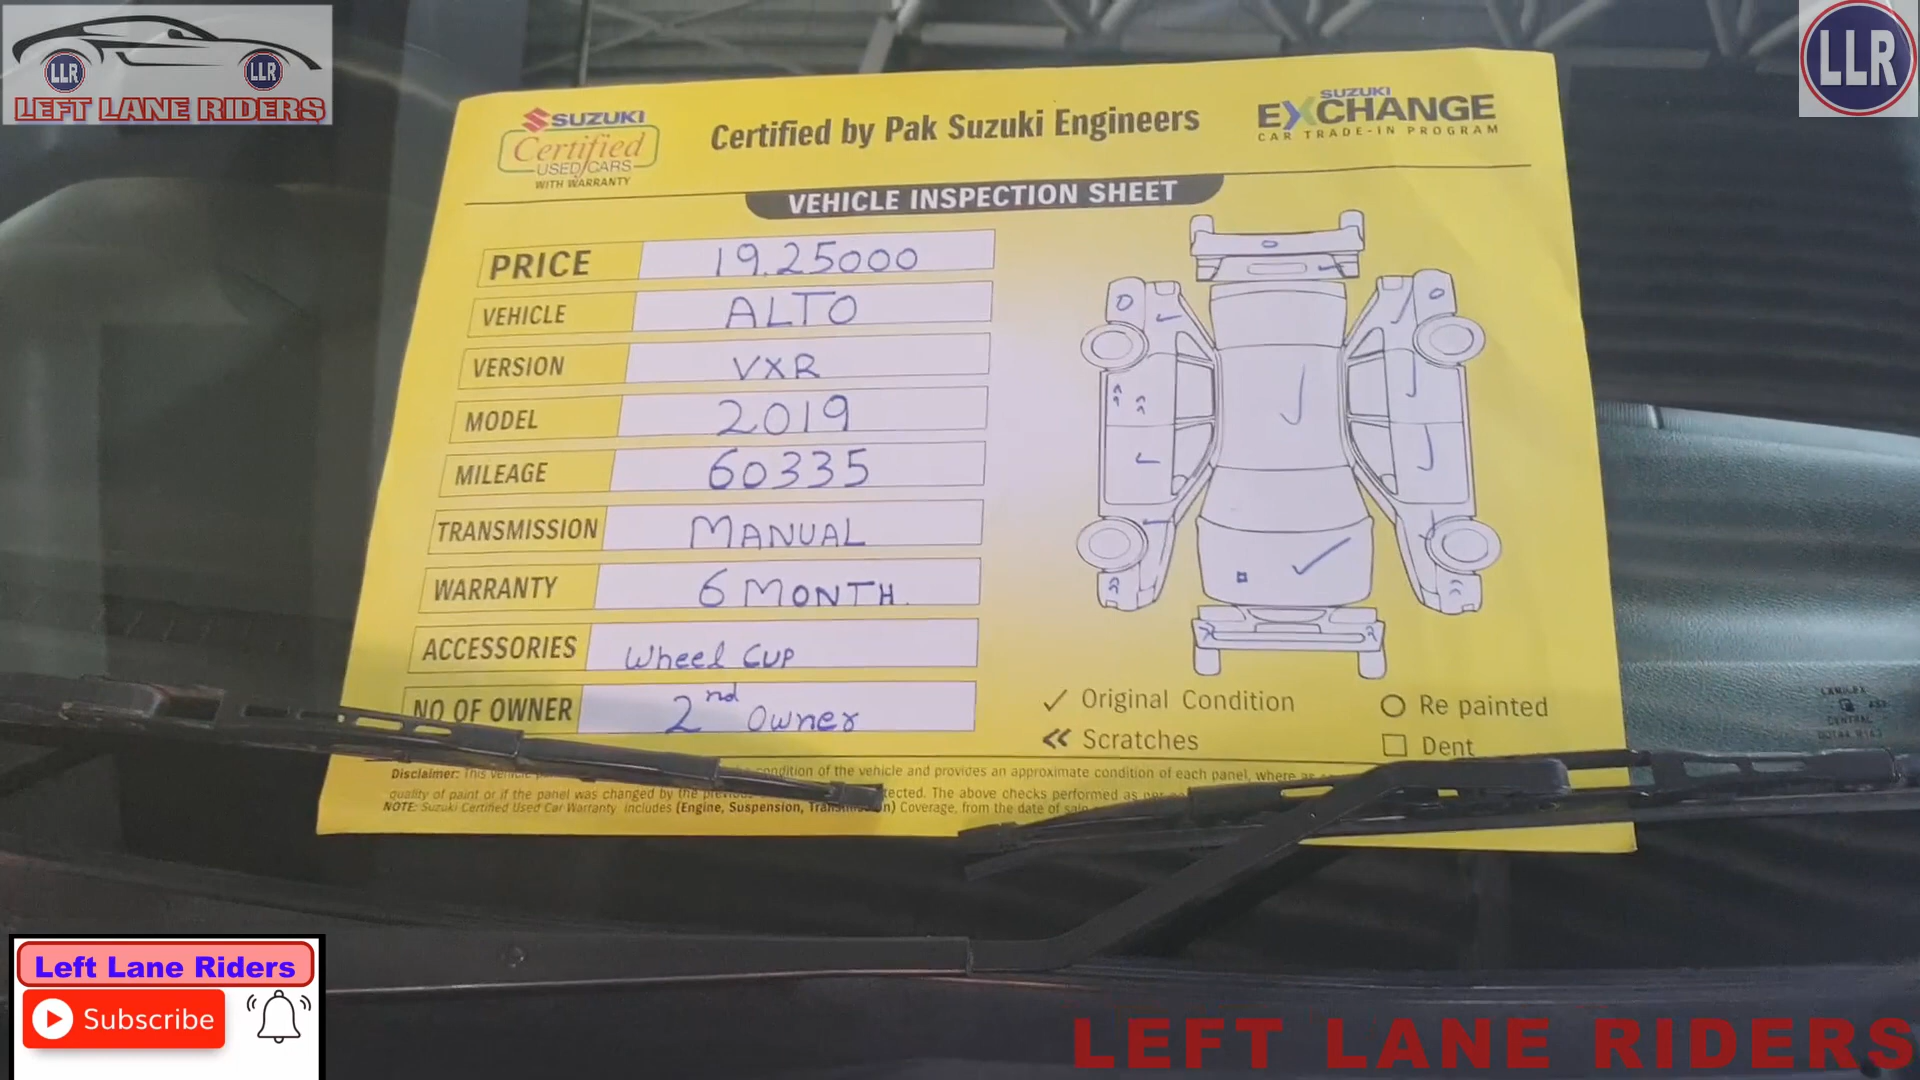 LLR LLR
LEFT LANE RIDERS
LLR
SUZUKI
Certified
USED CARS
WITH WARRANTY
Certified by Pak Suzuki Engineers
SUZUKI
EXCHANGE
CAR TRADE-IN PROGRAM
VEHICLE INSPECTION SHEET
PRICE 19.25000
VEHICLE ALTO
VERSION VXR
MODEL 2019
MILEAGE 60335
TRANSMISSION MANUAL
WARRANTY 6 MONTH.
ACCESSORIES Wheel CUP
NO OF OWNER 2nd Owner
Original Condition Re painted
Scratches Dent
Disclaimer: This condition of the vehicle and provides an approximate condition of each panel, where
quality of paint or if the panel was changed by the The above checks performed as
NOTE: Suzuki Certified Used Car Warranty includes (Engine, Suspension, Coverage, from the date of sale
CENTRAL
Left Lane Riders
Subscribe
LEFT LANE RIDERS